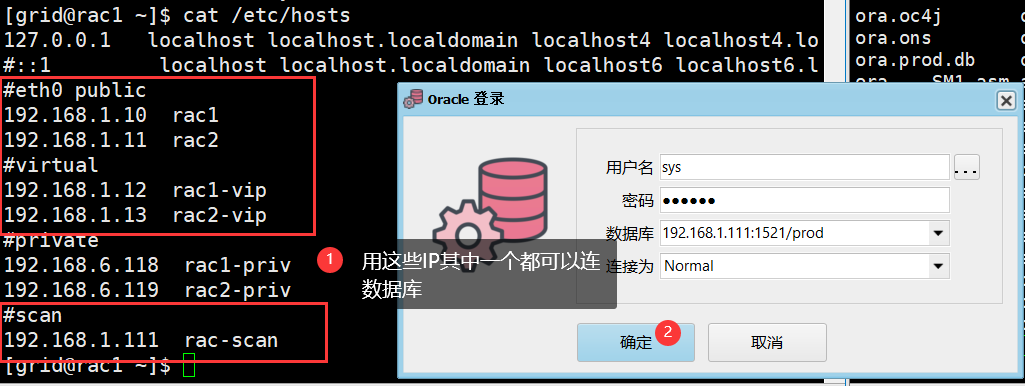 [grid@rac1 ~]$ cat /etc/hosts
127.0.0.1 localhost localhost.localdomain localhost4 localhost4.lo
#::1 localhost localhost.localdomain localhost6 localhost6.l
#eth0 public
192.168.1.10 rac1
192.168.1.11 rac2
#virtual
192.168.1.12 rac1-vip
192.168.1.13 rac2-vip
#private
192.168.6.118 rac1-priv
192.168.6.119 rac2-priv
#scan
192.168.1.111 rac-scan
[grid@rac1 ~]$
1 用这些IP其中一个都可以连
数据库
ora.oc4j
ora.ons
ora.prod.db
Oracle 登录
用户名 sys ...
密码 ●●●●●●
数据库 192.168.1.111:1521/prod
连接为 Normal
确定 2 取消